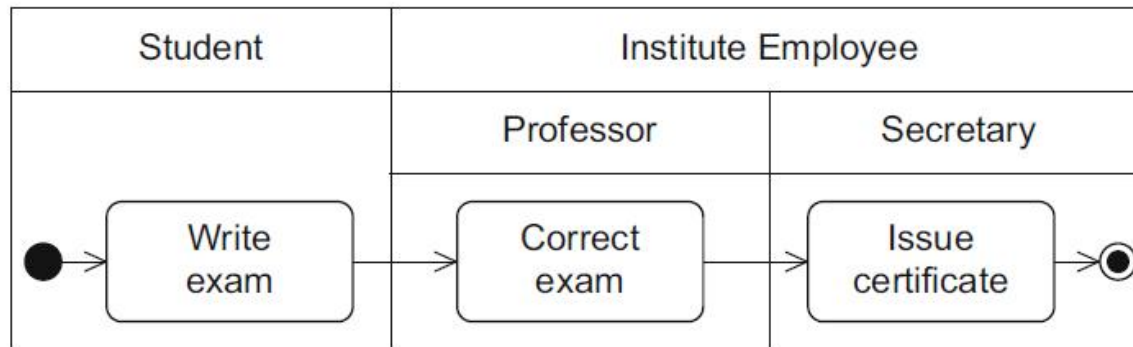 Student
Institute Employee
Professor
Secretary
Write
exam
Correct
exam
Issue
certificate